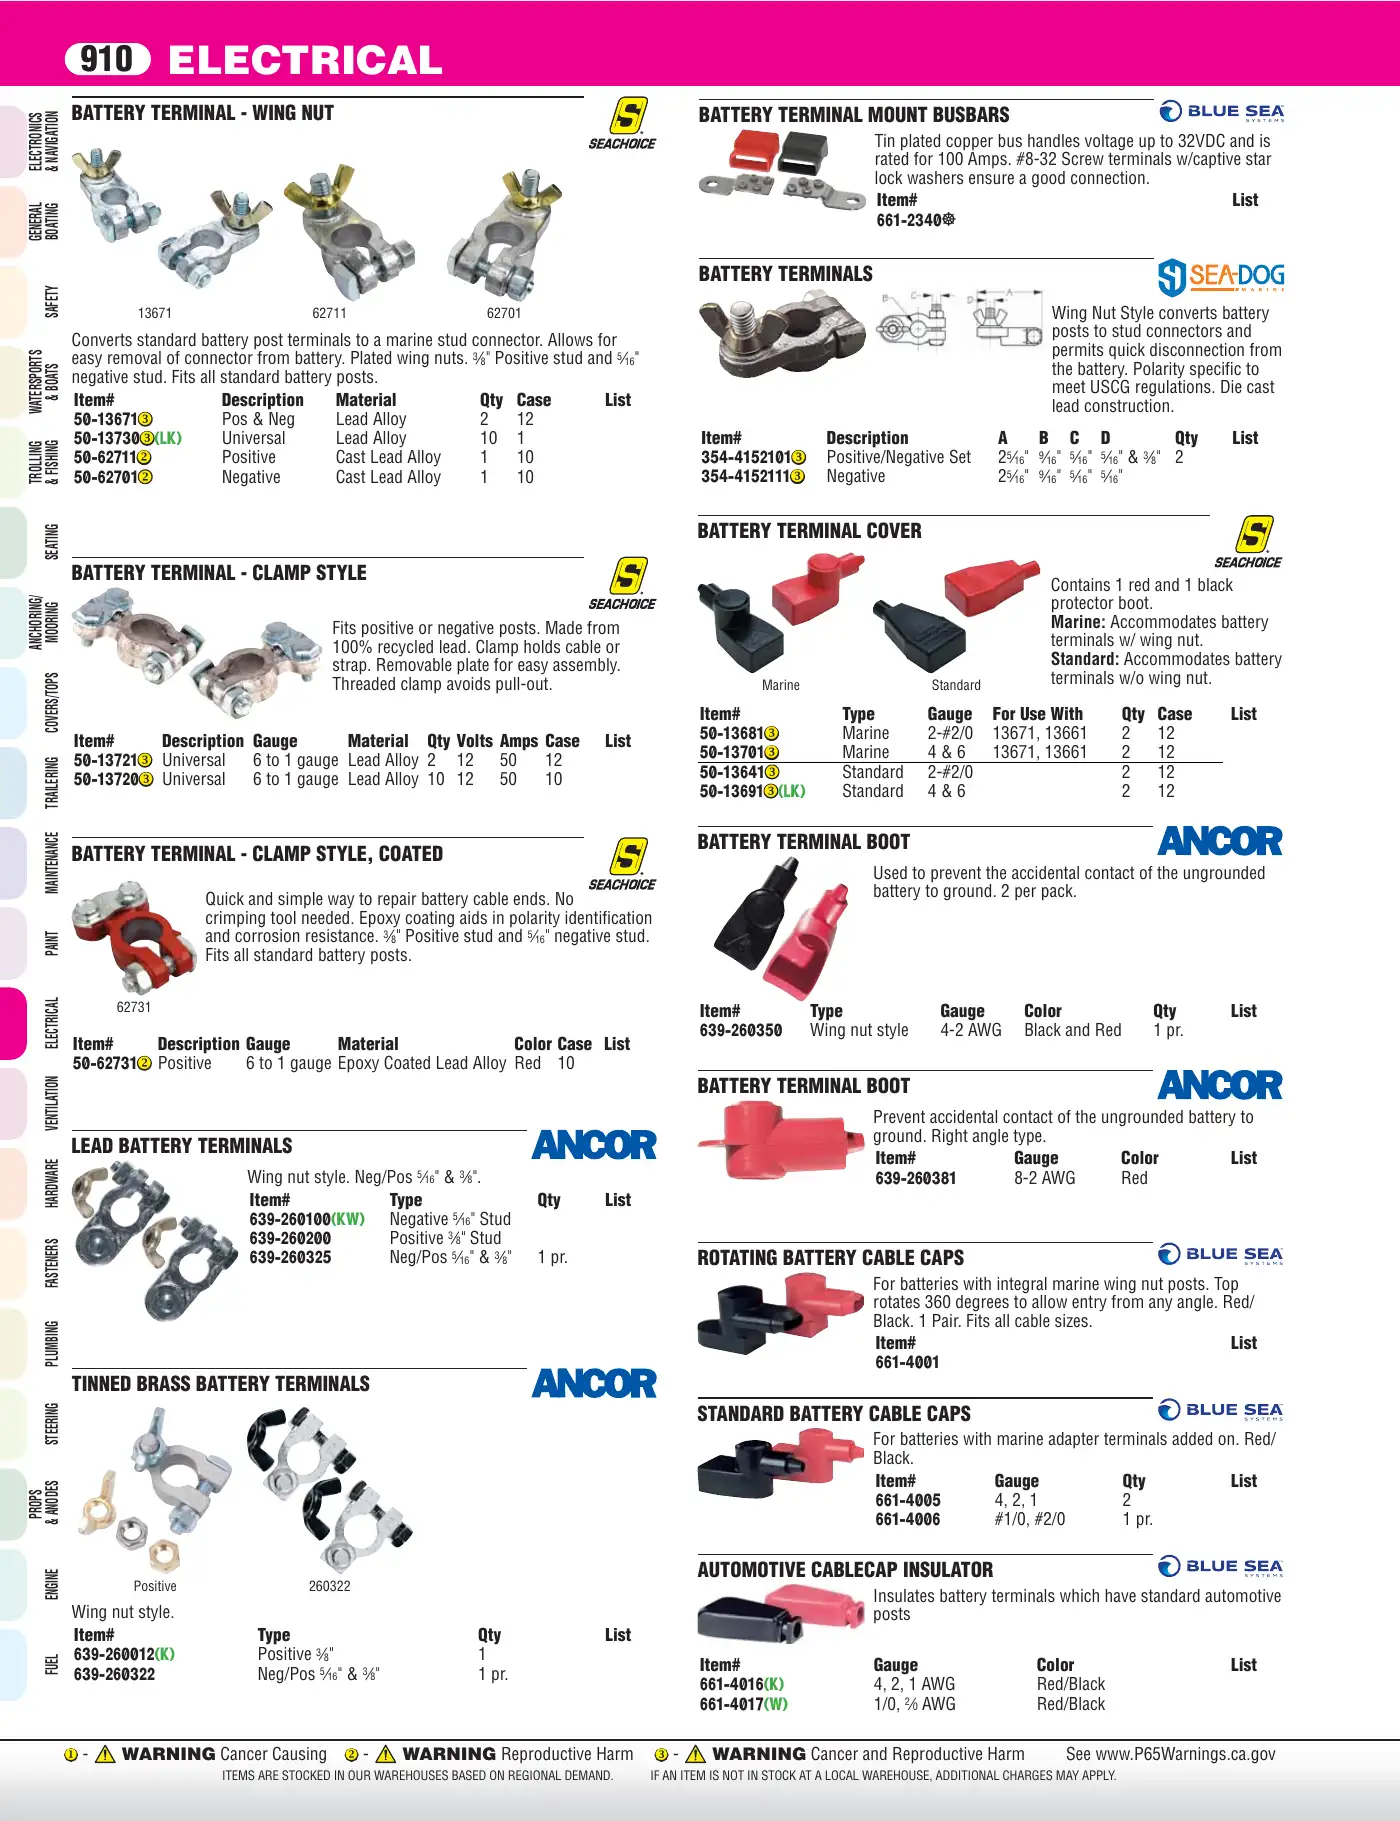 910 ELECTRICAL
ELECTRONICS
& NAVIGATION
GENERAL
BOATING
SAFETY
WATERSPORTS
& BOATS
TROLLING
& FISHING
SEATING
ANCHORING/
MOORING
COVERS/TOPS
TRAILERING
MAINTENANCE
PAINT
ELECTRICAL
VENTILATION
HARDWARE
FASTENERS
PLUMBING
STEERING
PROPS
& ANODES
ENGINE
FUEL
BATTERY TERMINAL - WING NUT
SEACHOICE
13671 62711 62701
Converts standard battery post terminals to a marine stud connector. Allows for
easy removal of connector from battery. Plated wing nuts. 3⁄8" Positive stud and 5⁄16"
negative stud. Fits all standard battery posts.
Item# Description Material Qty Case List
50-13671③ Pos & Neg Lead Alloy 2 12
50-13730③(LK) Universal Lead Alloy 10 1
50-62711② Positive Cast Lead Alloy 1 10
50-62701② Negative Cast Lead Alloy 1 10
BATTERY TERMINAL - CLAMP STYLE
SEACHOICE
Fits positive or negative posts. Made from
100% recycled lead. Clamp holds cable or
strap. Removable plate for easy assembly.
Threaded clamp avoids pull-out.
Item# Description Gauge Material Qty Volts Amps Case List
50-13721③ Universal 6 to 1 gauge Lead Alloy 2 12 50 12
50-13720③ Universal 6 to 1 gauge Lead Alloy 10 12 50 10
BATTERY TERMINAL - CLAMP STYLE, COATED
SEACHOICE
Quick and simple way to repair battery cable ends. No
crimping tool needed. Epoxy coating aids in polarity identification
and corrosion resistance. 3⁄8" Positive stud and 5⁄16" negative stud.
Fits all standard battery posts.
62731
Item# Description Gauge Material Color Case List
50-62731② Positive 6 to 1 gauge Epoxy Coated Lead Alloy Red 10
LEAD BATTERY TERMINALS
ANCOR
Wing nut style. Neg/Pos 5⁄16" & 3⁄8".
Item# Type Qty List
639-260100(KW) Negative 5⁄16" Stud
639-260200 Positive 3⁄8" Stud
639-260325 Neg/Pos 5⁄16" & 3⁄8" 1 pr.
TINNED BRASS BATTERY TERMINALS
ANCOR
Positive 260322
Wing nut style.
Item# Type Qty List
639-260012(K) Positive 3⁄8" 1
639-260322 Neg/Pos 5⁄16" & 3⁄8" 1 pr.
BATTERY TERMINAL MOUNT BUSBARS
BLUE SEA
SYSTEMS
Tin plated copper bus handles voltage up to 32VDC and is
rated for 100 Amps. #8-32 Screw terminals w/captive star
lock washers ensure a good connection.
Item# List
661-2340☸
BATTERY TERMINALS
SEA-DOG
MARINE
B C D A
Wing Nut Style converts battery
posts to stud connectors and
permits quick disconnection from
the battery. Polarity specific to
meet USCG regulations. Die cast
lead construction.
Item# Description A B C D Qty List
354-4152101③ Positive/Negative Set 25⁄16" 9⁄16" 5⁄16" 5⁄16" & 3⁄8" 2
354-4152111③ Negative 25⁄16" 9⁄16" 5⁄16" 5⁄16"
BATTERY TERMINAL COVER
SEACHOICE
Contains 1 red and 1 black
protector boot.
Marine: Accommodates battery
terminals w/ wing nut.
Standard: Accommodates battery
terminals w/o wing nut.
Marine Standard
Item# Type Gauge For Use With Qty Case List
50-13681③ Marine 2-#2/0 13671, 13661 2 12
50-13701③ Marine 4 & 6 13671, 13661 2 12
50-13641③ Standard 2-#2/0 2 12
50-13691③(LK) Standard 4 & 6 2 12
BATTERY TERMINAL BOOT
ANCOR
Used to prevent the accidental contact of the ungrounded
battery to ground. 2 per pack.
Item# Type Gauge Color Qty List
639-260350 Wing nut style 4-2 AWG Black and Red 1 pr.
BATTERY TERMINAL BOOT
ANCOR
Prevent accidental contact of the ungrounded battery to
ground. Right angle type.
Item# Gauge Color List
639-260381 8-2 AWG Red
ROTATING BATTERY CABLE CAPS
BLUE SEA
SYSTEMS
For batteries with integral marine wing nut posts. Top
rotates 360 degrees to allow entry from any angle. Red/
Black. 1 Pair. Fits all cable sizes.
Item# List
661-4001
STANDARD BATTERY CABLE CAPS
BLUE SEA
SYSTEMS
For batteries with marine adapter terminals added on. Red/
Black.
Item# Gauge Qty List
661-4005 4, 2, 1 2
661-4006 #1/0, #2/0 1 pr.
AUTOMOTIVE CABLECAP INSULATOR
BLUE SEA
SYSTEMS
Insulates battery terminals which have standard automotive
posts
Item# Gauge Color List
661-4016(K) 4, 2, 1 AWG Red/Black
661-4017(W) 1/0, 2⁄0 AWG Red/Black
① - ⚠ WARNING Cancer Causing ② - ⚠ WARNING Reproductive Harm ③ - ⚠ WARNING Cancer and Reproductive Harm See www.P65Warnings.ca.gov
ITEMS ARE STOCKED IN OUR WAREHOUSES BASED ON REGIONAL DEMAND. IF AN ITEM IS NOT IN STOCK AT A LOCAL WAREHOUSE, ADDITIONAL CHARGES MAY APPLY.